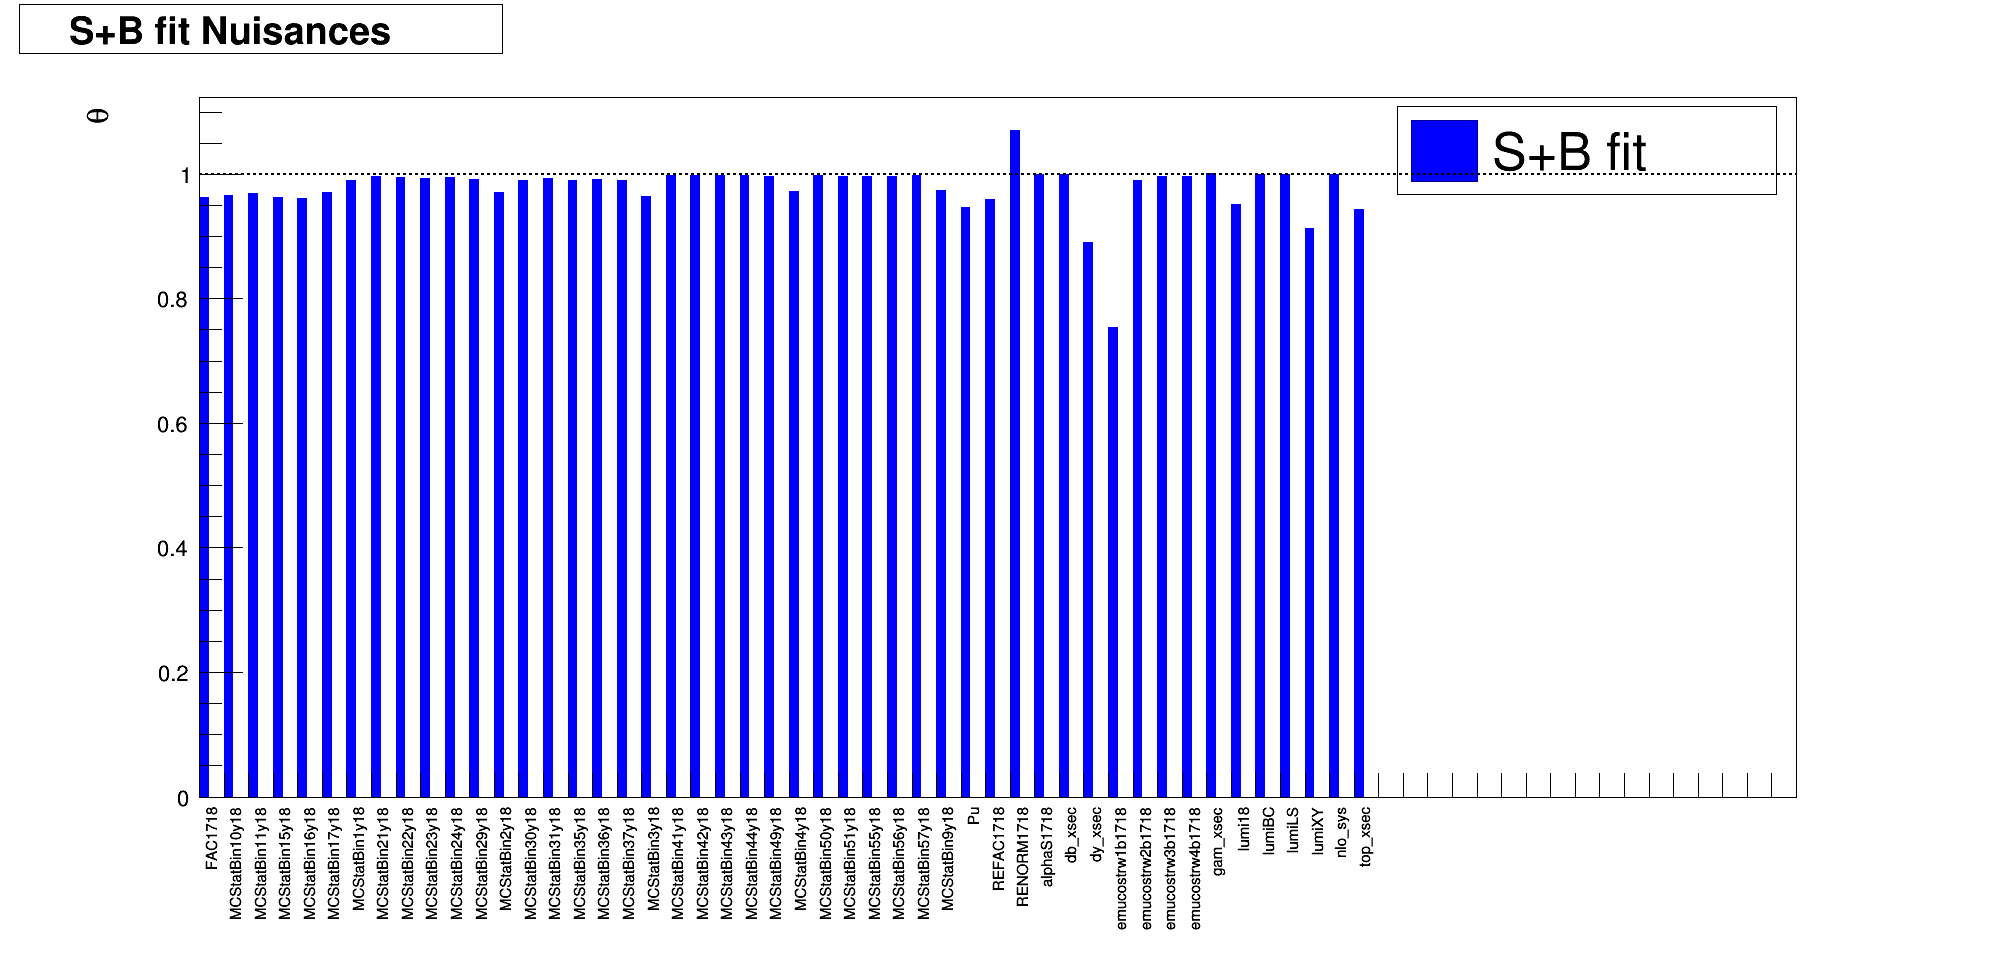 S+B fit Nuisances
θ
S+B fit
1
0.8
0.6
0.4
0.2
0
FAC1718
MCStatBin10y18
MCStatBin11y18
MCStatBin15y18
MCStatBin16y18
MCStatBin17y18
MCStatBin1y18
MCStatBin21y18
MCStatBin22y18
MCStatBin23y18
MCStatBin24y18
MCStatBin29y18
MCStatBin2y18
MCStatBin30y18
MCStatBin31y18
MCStatBin35y18
MCStatBin36y18
MCStatBin37y18
MCStatBin3y18
MCStatBin41y18
MCStatBin42y18
MCStatBin43y18
MCStatBin44y18
MCStatBin49y18
MCStatBin4y18
MCStatBin50y18
MCStatBin51y18
MCStatBin55y18
MCStatBin56y18
MCStatBin57y18
MCStatBin9y18
Pu
REFAC1718
RENORM1718
alphaS1718
db_xsec
dy_xsec
emucostrw1b1718
emucostrw2b1718
emucostrw3b1718
emucostrw4b1718
gam_xsec
lumi18
lumiBC
lumiLS
lumiXY
nlo_sys
top_xsec